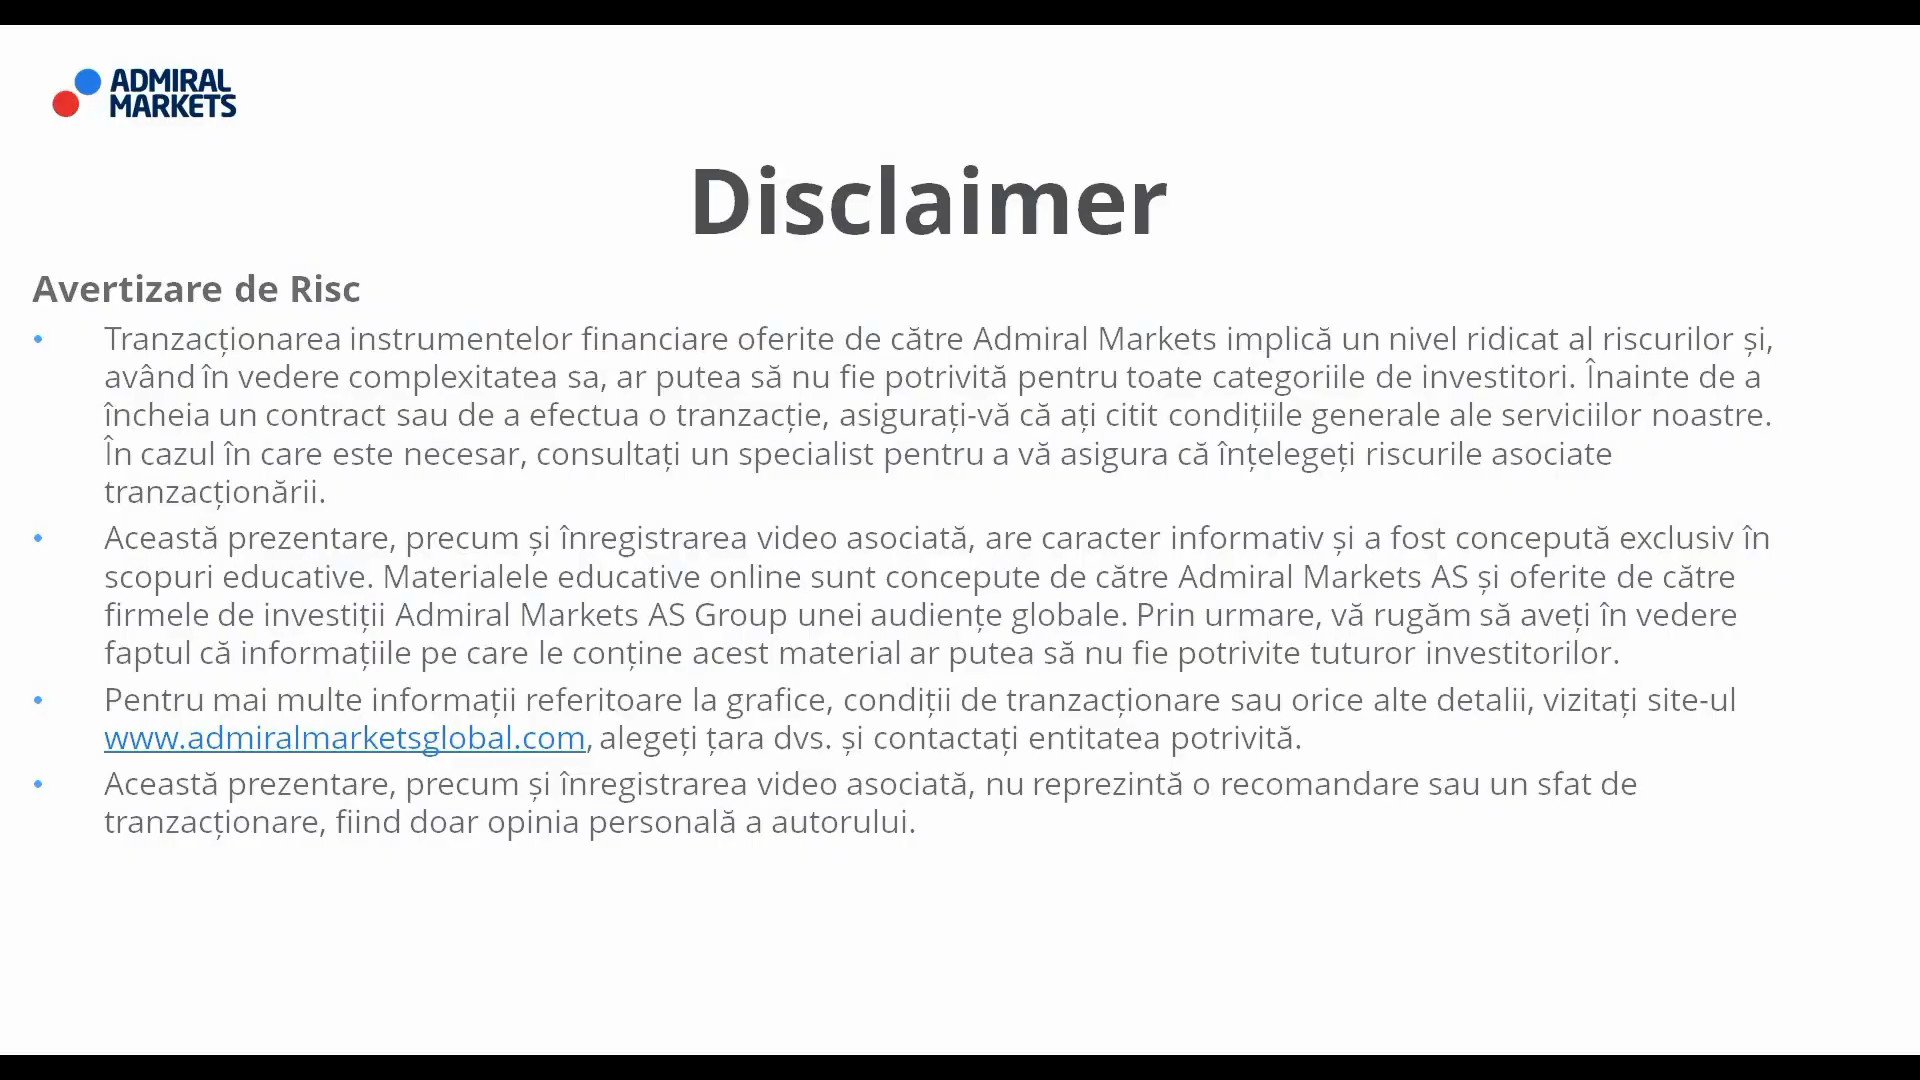 ADMIRAL
MARKETS
Disclaimer
Avertizare de Risc
• Tranzacționarea instrumentelor financiare oferite de către Admiral Markets implică un nivel ridicat al riscurilor și,
având în vedere complexitatea sa, ar putea să nu fie potrivită pentru toate categoriile de investitori. Înainte de a
încheia un contract sau de a efectua o tranzacție, asigurați-vă că ați citit condițiile generale ale serviciilor noastre.
În cazul în care este necesar, consultați un specialist pentru a vă asigura că înțelegeți riscurile asociate
tranzacționării.
• Această prezentare, precum și înregistrarea video asociată, are caracter informativ și a fost concepută exclusiv în
scopuri educative. Materialele educative online sunt concepute de către Admiral Markets AS și oferite de către
firmele de investiții Admiral Markets AS Group unei audiențe globale. Prin urmare, vă rugăm să aveți în vedere
faptul că informațiile pe care le conține acest material ar putea să nu fie potrivite tuturor investitorilor.
• Pentru mai multe informații referitoare la grafice, condiții de tranzacționare sau orice alte detalii, vizitați site-ul
www.admiralmarketsglobal.com, alegeți țara dvs. și contactați entitatea potrivită.
• Această prezentare, precum și înregistrarea video asociată, nu reprezintă o recomandare sau un sfat de
tranzacționare, fiind doar opinia personală a autorului.